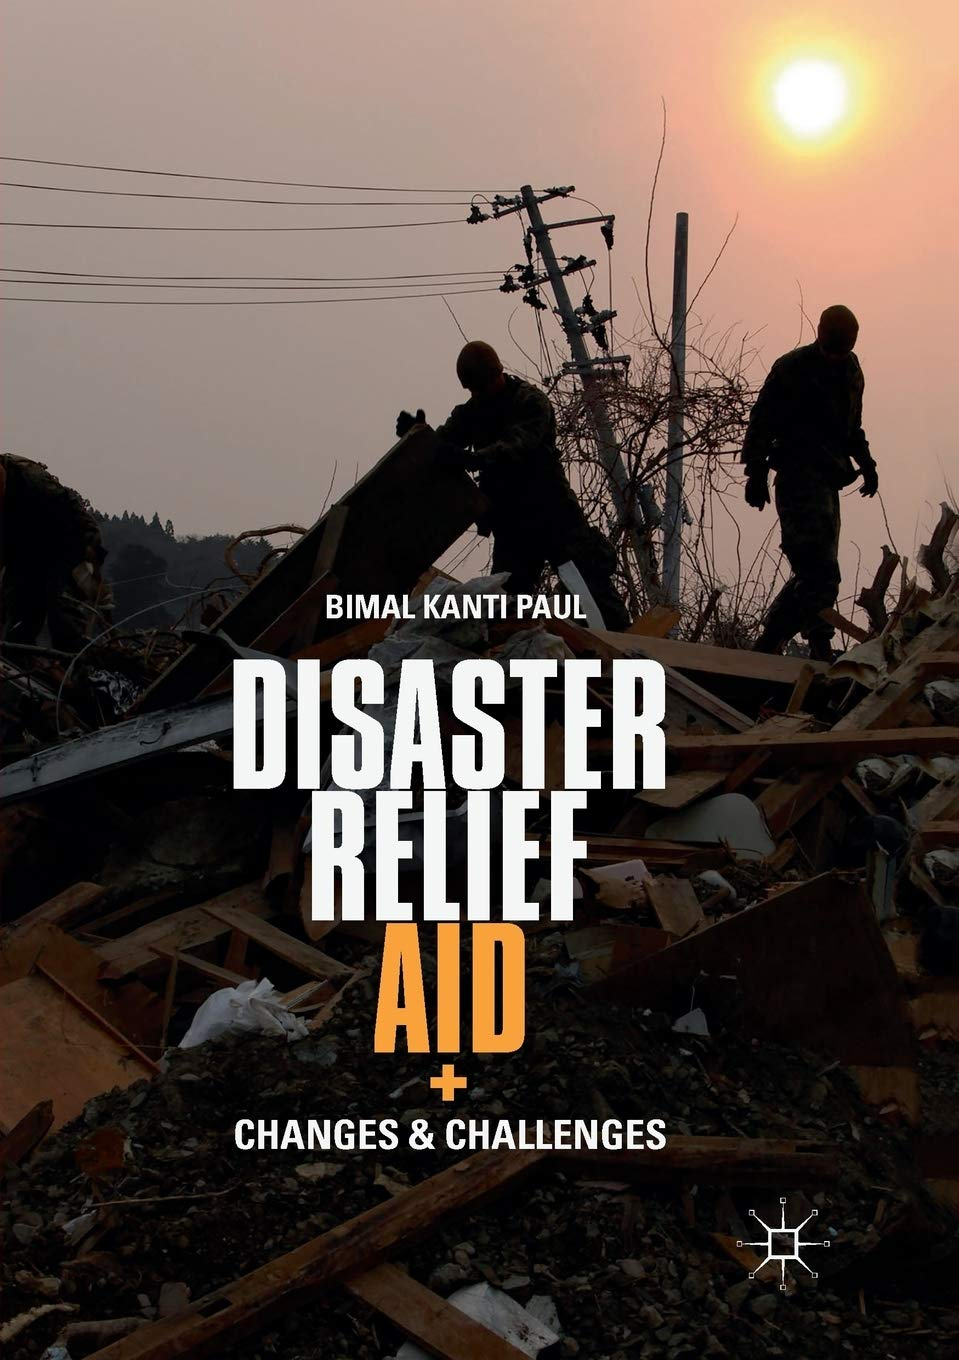 BIMAL KANTI PAUL
DISASTER
RELIEF
AID
+
CHANGES & CHALLENGES